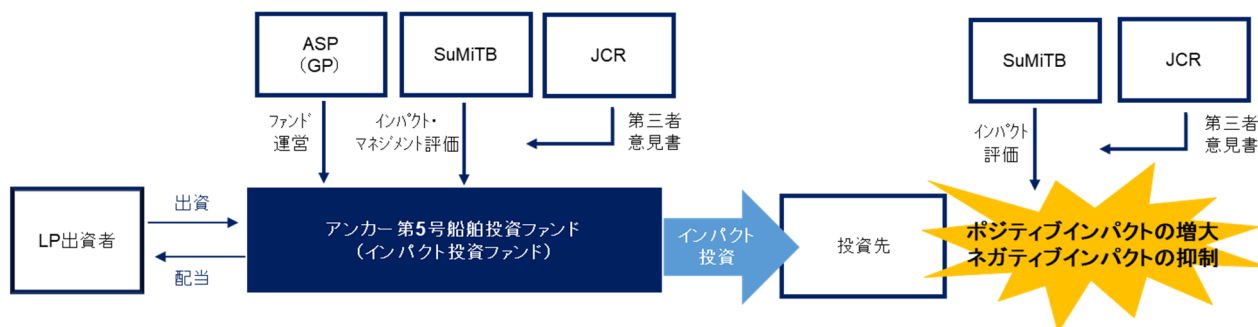 ASP
(GP)
SuMiTB
JCR
ファンド
運営
インパクト・
マネジメント評価
第三者
意見書
SuMiTB
JCR
インパクト
評価
第三者
意見書
LP出資者
出資
配当
アンカー第5号船舶投資ファンド
(インパクト投資ファンド)
インパクト
投資
投資先
ポジティブインパクトの増大
ネガティブインパクトの抑制